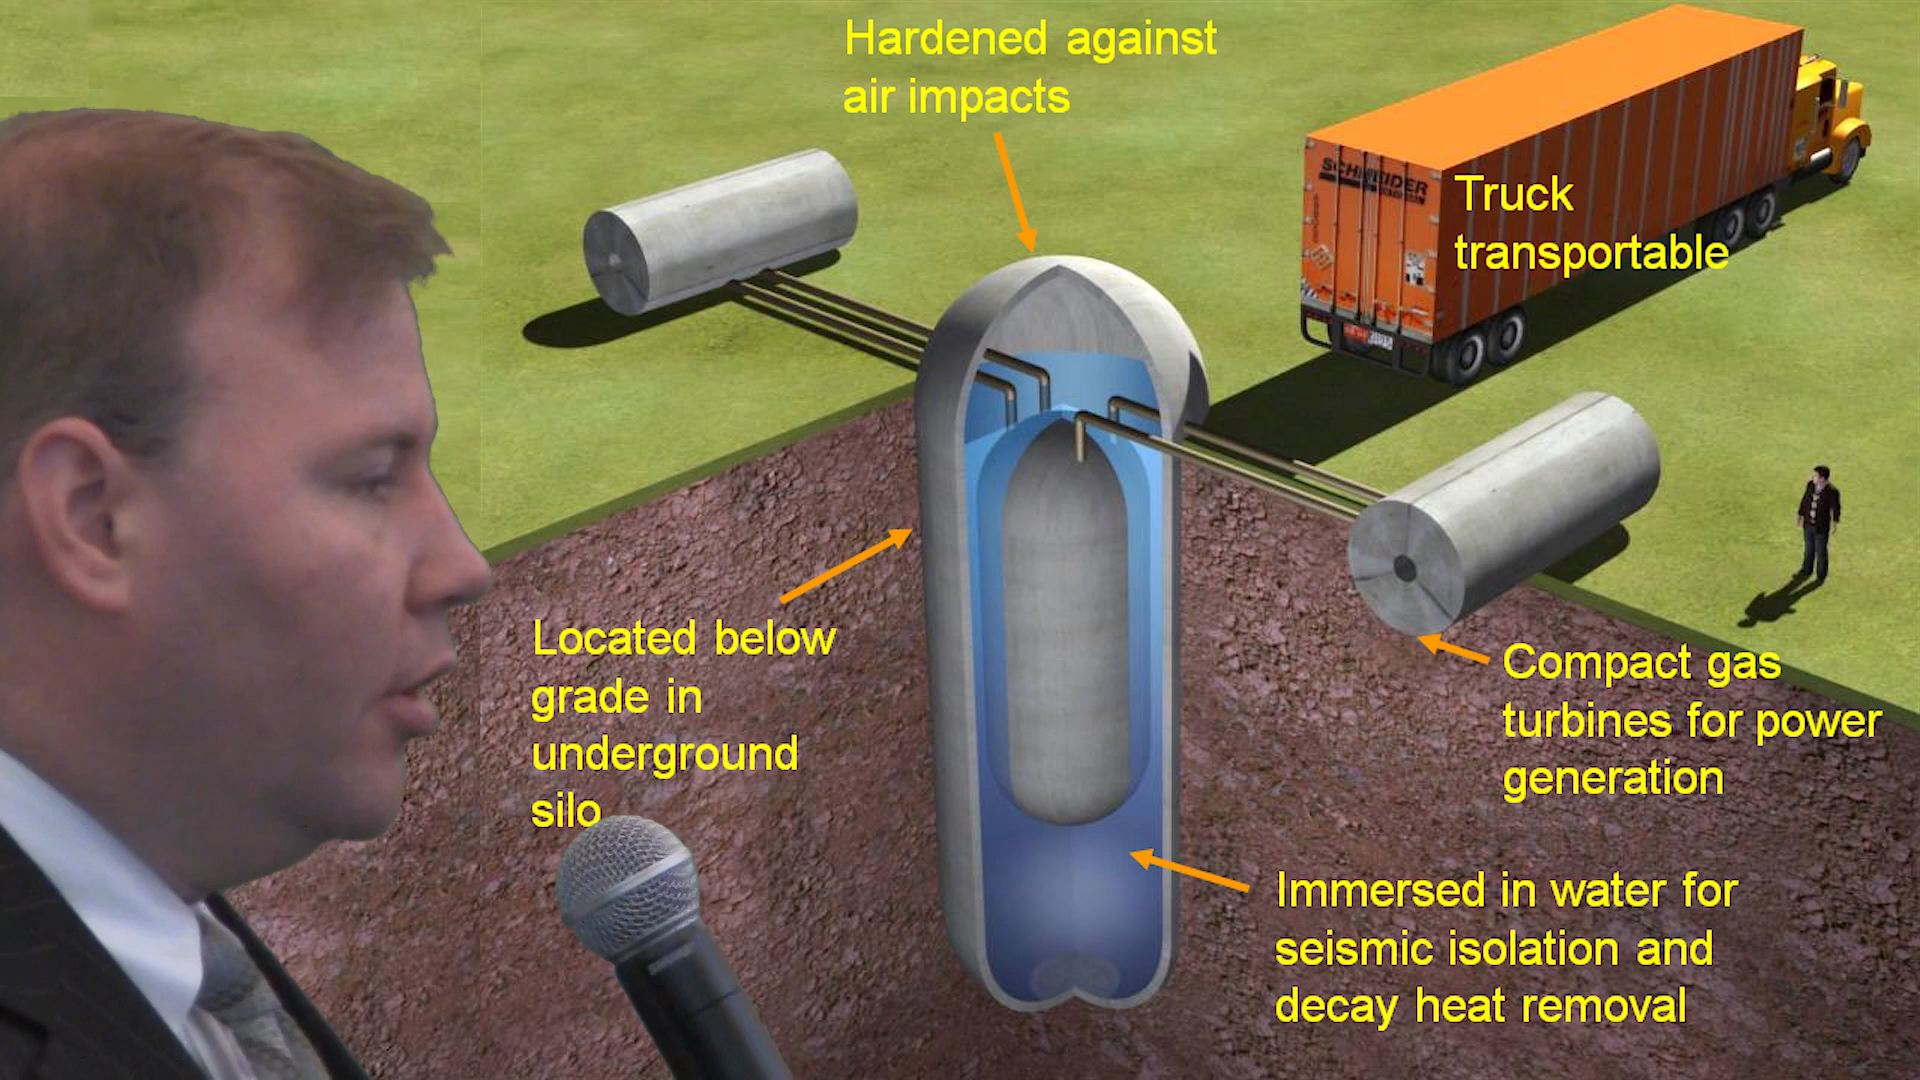 Hardened against
air impacts
SCHNEIDER
Truck
transportable
Located below
grade in
underground
silo
Compact gas
turbines for power
generation
Immersed in water for
seismic isolation and
decay heat removal